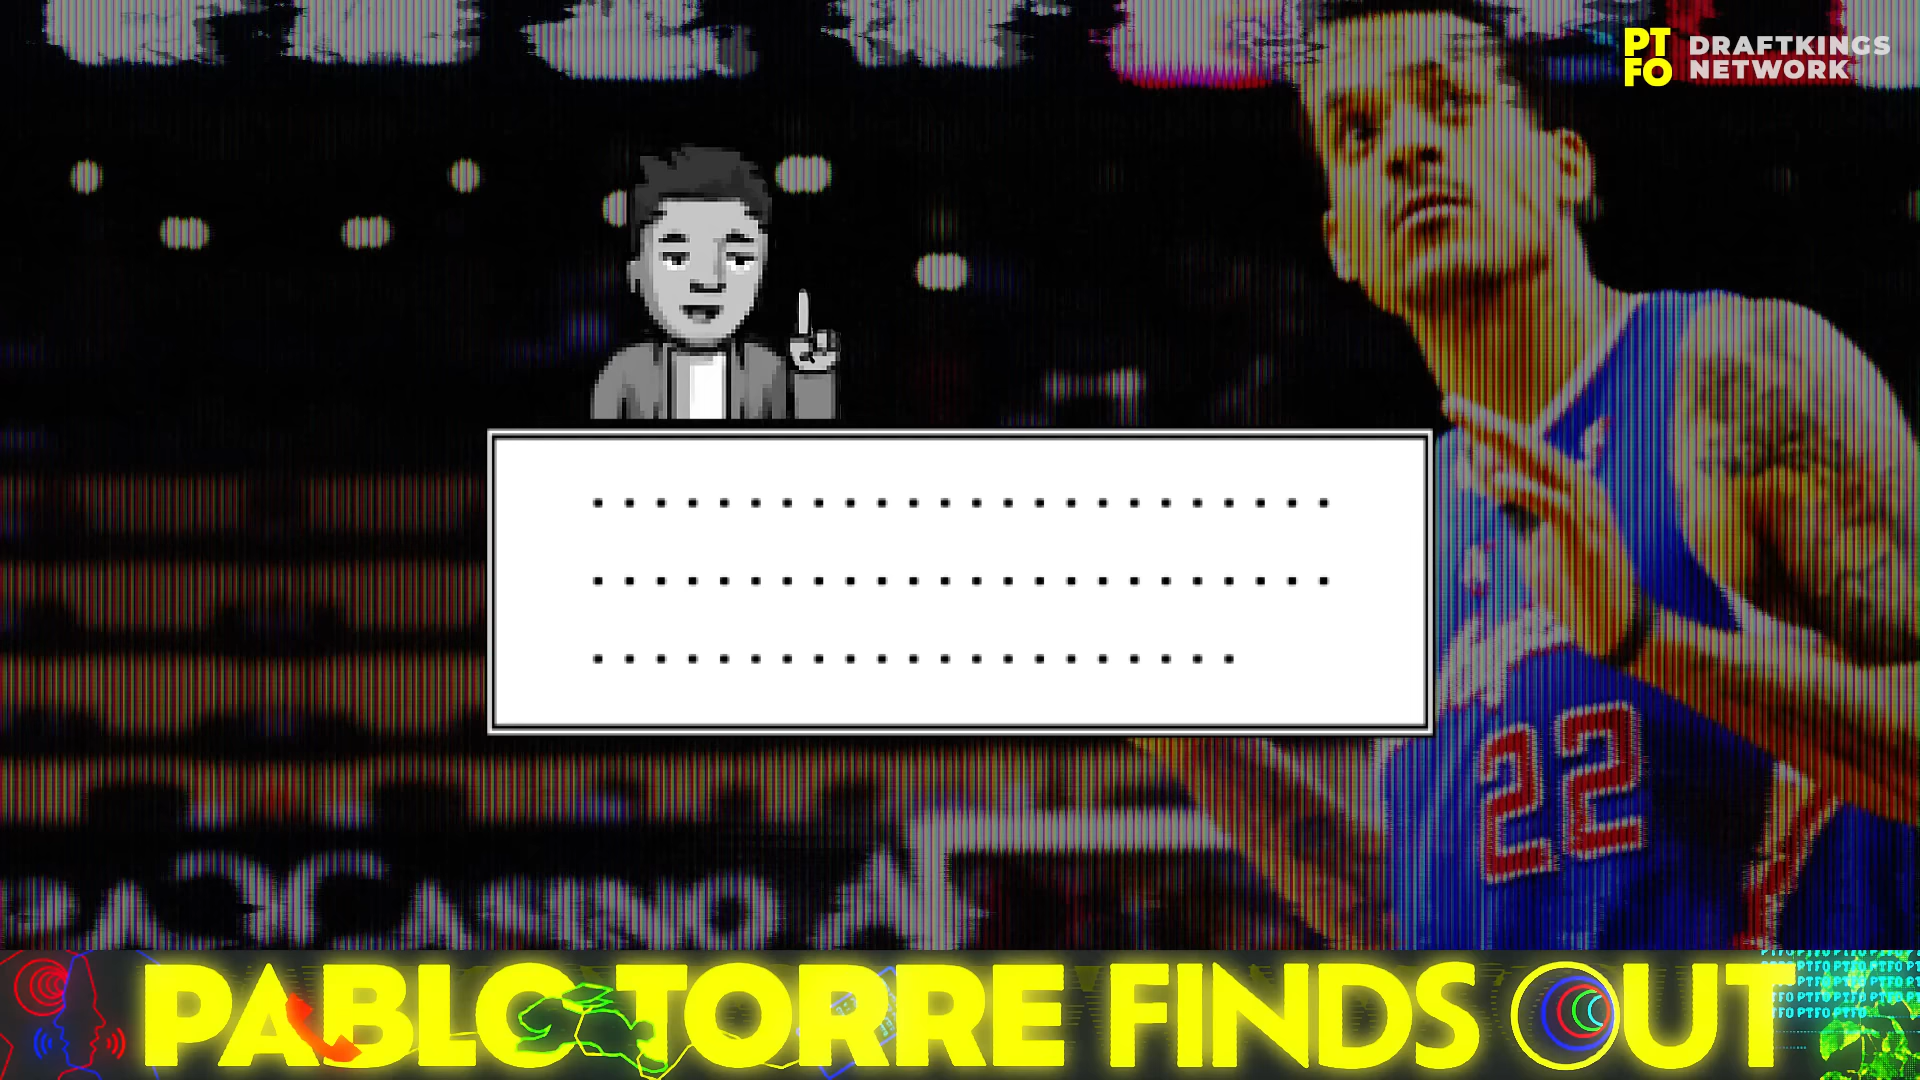 PT
FO
DRAFTKINGS
NETWORK
. . . . . . . . . . . . . . . . . . . . . . . .
. . . . . . . . . . . . . . . . . . . . . . . .
. . . . . . . . . . . . . . . . . . . . .
22
PABLO TORRE FINDS OUT